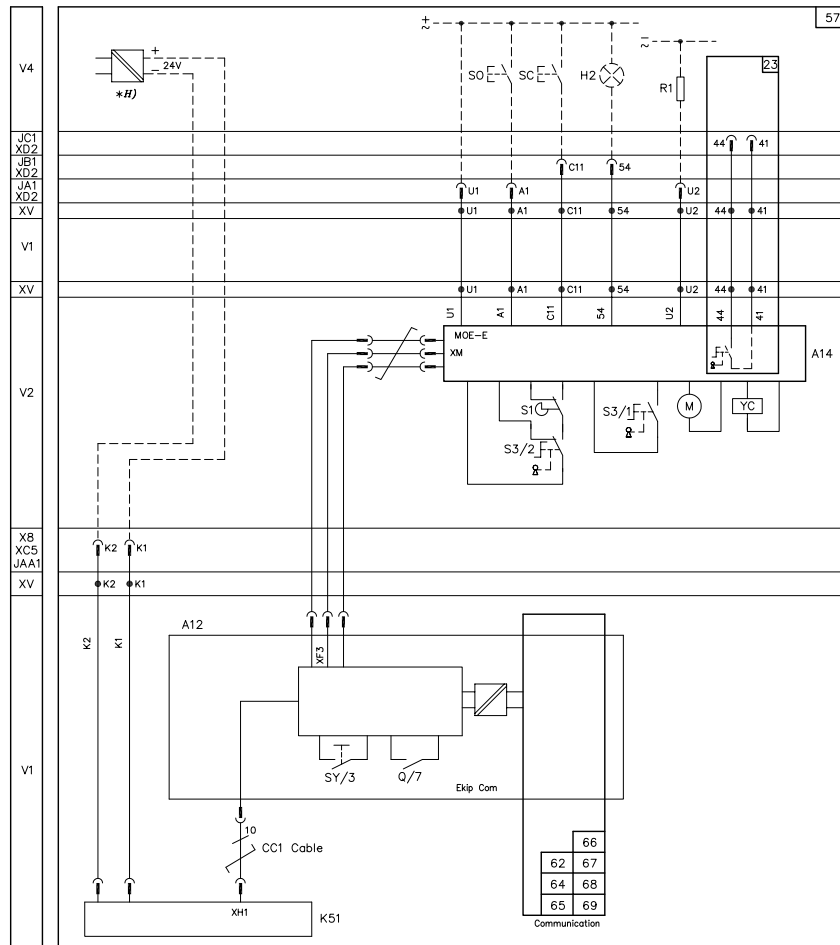 57
V4
+
~
+
–
24V
*H)
SO
SC
H2
–
~
R1
23
JC1
XD2
44
41
JB1
XD2
C11
54
JA1
XD2
U1
A1
U2
XV
U1
A1
C11
54
U2
44
41
V1
XV
U1
A1
C11
54
U2
44
41
U1
A1
C11
54
U2
44
41
MOE-E
XM
A14
V2
S1
S3/1
M
YC
S3/2
X8
XC5
JAA1
K2
K1
XV
K2
K1
A12
K2
K1
XF3
V1
SY/3
Q/7
Ekip Com
10
CC1 Cable
66
62
67
64
68
65
69
XH1
K51
Communication